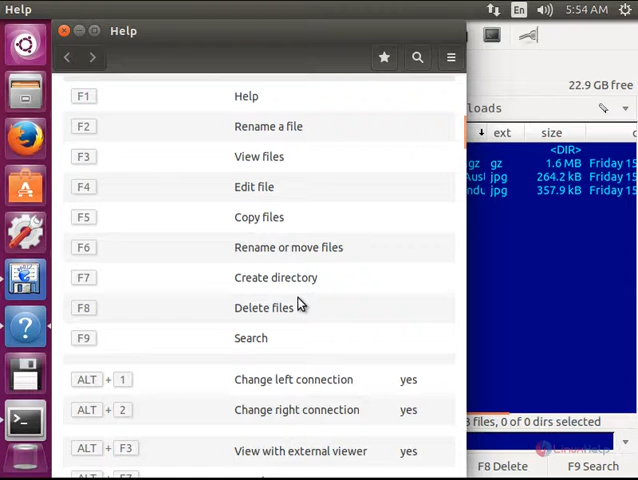 Help En 5:54 AM
Help
22.9 GB free
loads
F1 Help
F2 Rename a file
F3 View files
F4 Edit file
F5 Copy files
F6 Rename or move files
F7 Create directory
F8 Delete files
F9 Search
ALT + 1 Change left connection yes
ALT + 2 Change right connection yes
ALT + F3 View with external viewer yes
ALT + F7
ext size
<DIR>
gz gz 1.6 MB Friday 15
jpg 264.2 kB Friday 15
jpg 357.9 kB Friday 15
files, 0 of 0 dirs selected
LinuxHelp
F8 Delete F9 Search